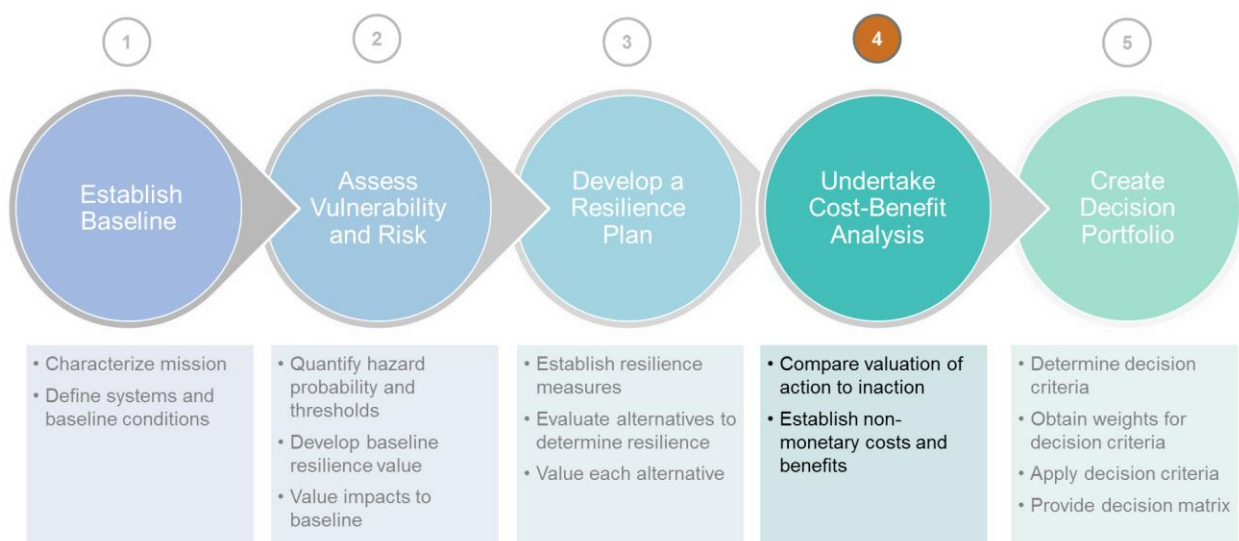 1
2
3
4
5
Establish
Baseline
Assess
Vulnerability
and Risk
Develop a
Resilience
Plan
Undertake
Cost-Benefit
Analysis
Create
Decision
Portfolio
• Characterize mission
• Define systems and
baseline conditions
• Quantify hazard
probability and
thresholds
• Develop baseline
resilience value
• Value impacts to
baseline
• Establish resilience
measures
• Evaluate alternatives to
determine resilience
• Value each alternative
• Compare valuation of
action to inaction
• Establish non-
monetary costs and
benefits
• Determine decision
criteria
• Obtain weights for
decision criteria
• Apply decision criteria
• Provide decision matrix